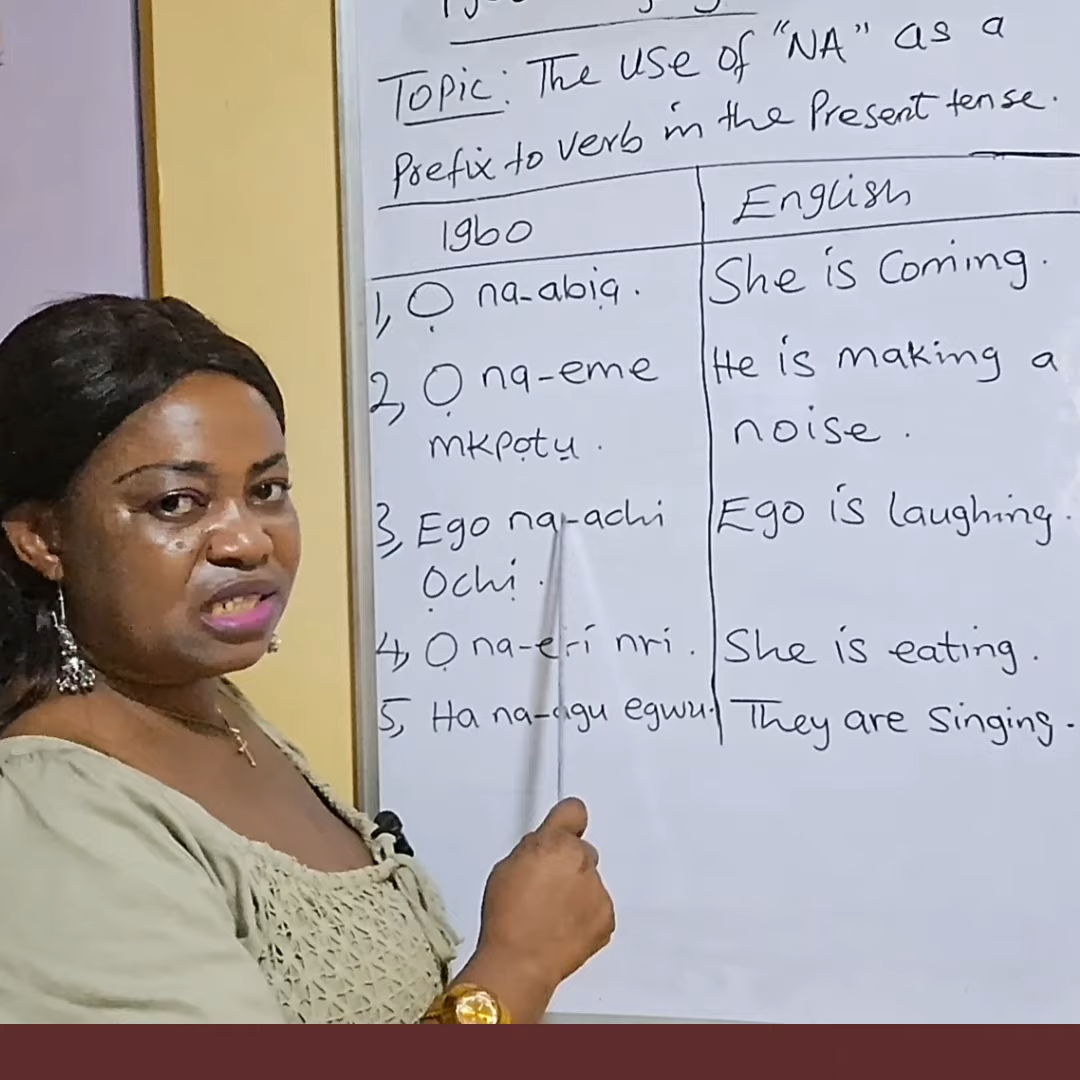 Topic: The use of "NA" as a
Prefix to verb in the Present tense.
Igbo
English
1, Ọ na-abịa.
She is Coming.
2, Ọ na-eme
mkpọtụ.
He is making a
noise.
3, Ego na-achi
Ọchị.
Ego is laughing.
4, Ọ na-eri nri.
She is eating.
5, Ha na-agu egwu.
They are singing.